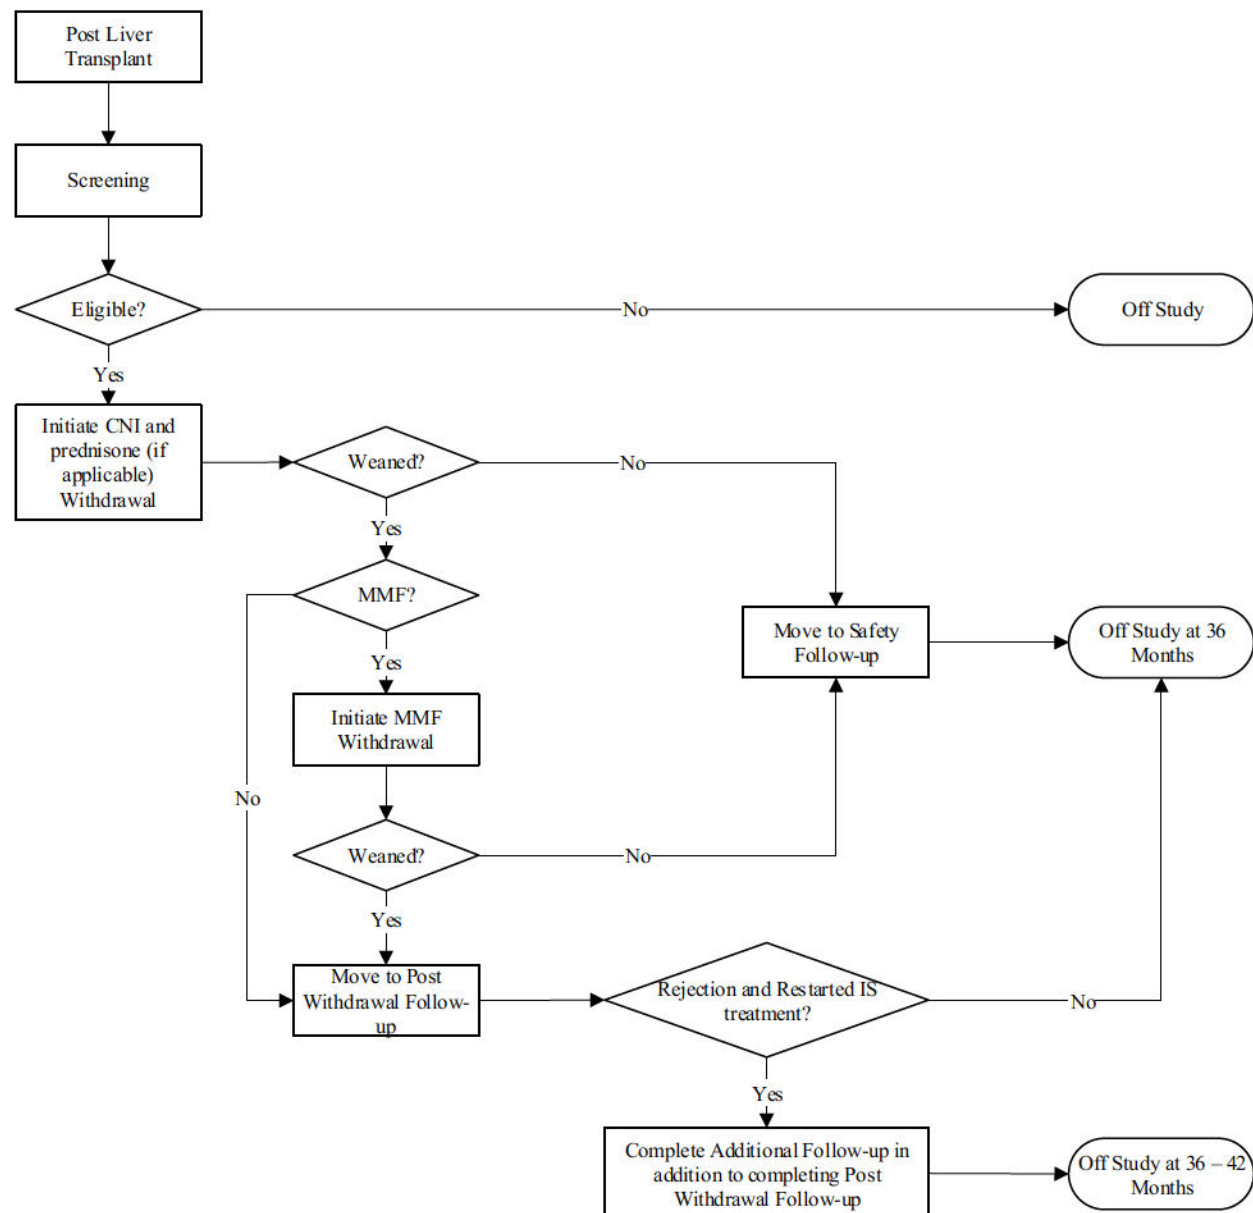 Post Liver
Transplant
Screening
Eligible?
No
Off Study
Yes
Initiate CNI and
prednisone (if
applicable)
Withdrawal
Weaned?
No
Yes
MMF?
Move to Safety
Follow-up
Off Study at 36
Months
Yes
Initiate MMF
Withdrawal
No
Weaned?
No
Yes
Move to Post
Withdrawal Follow-
up
Rejection and Restarted IS
treatment?
No
Yes
Complete Additional Follow-up in
addition to completing Post
Withdrawal Follow-up
Off Study at 36 – 42
Months